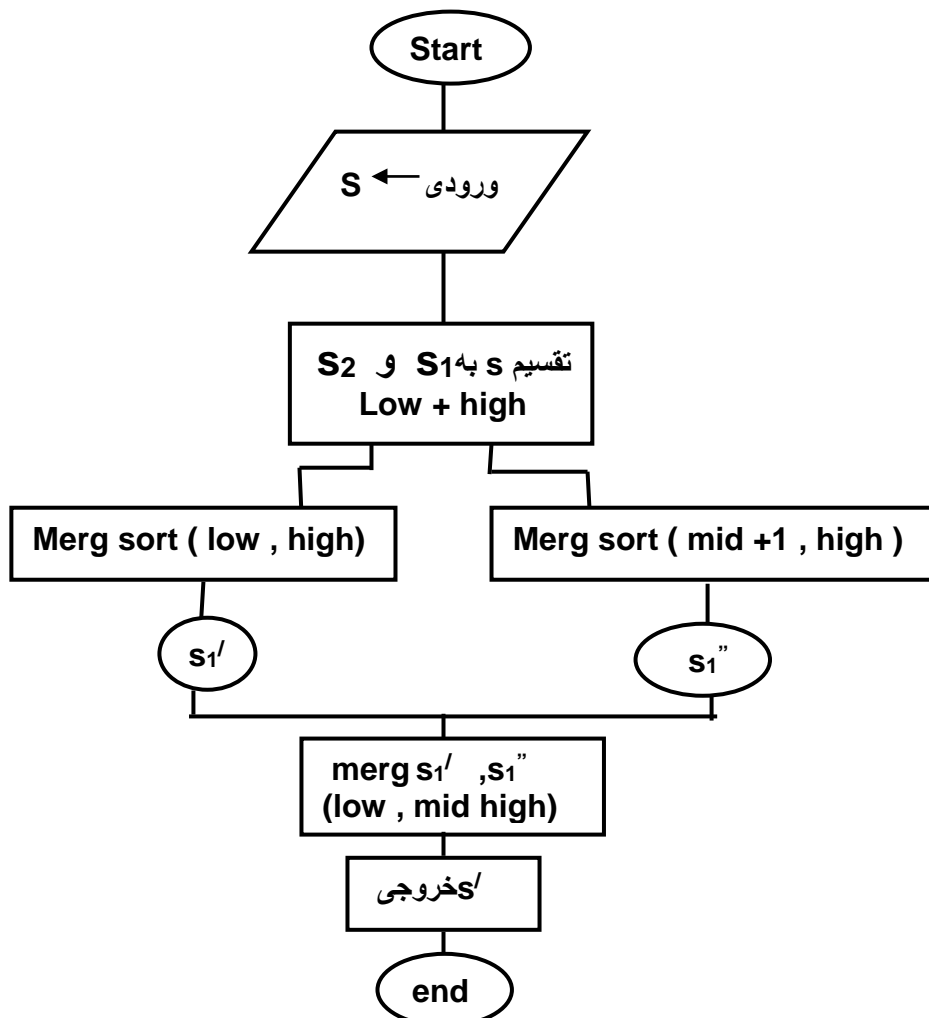 Start
ورودی ← S
تقسیم s به S1 و S2
Low + high
Merg sort ( low , high)
Merg sort ( mid +1 , high )
s1/
s1”
merg s1/ ,s1”
(low , mid high)
خروجی s/
end